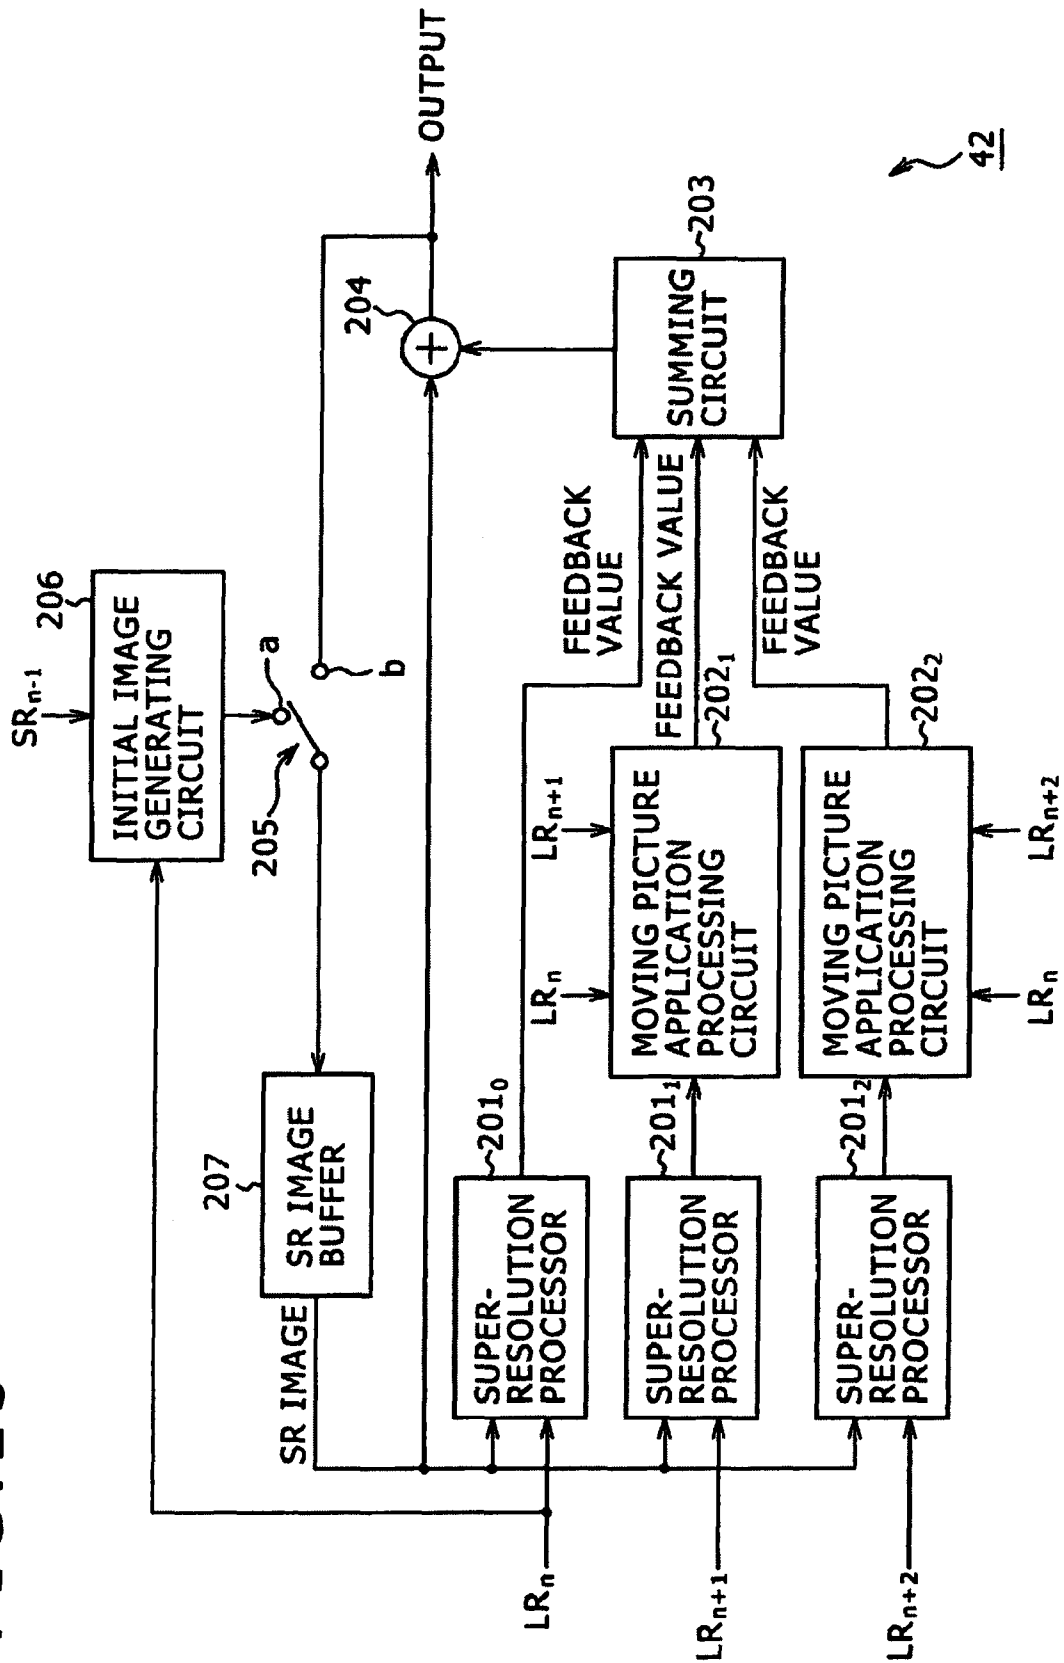 SRn-1
206
INITIAL IMAGE
GENERATING
CIRCUIT
a
b
205
207
SR IMAGE
BUFFER
SR IMAGE
204
OUTPUT
42
203
SUMMING
CIRCUIT
FEEDBACK
VALUE
FEEDBACK VALUE
FEEDBACK
VALUE
2010
SUPER-
RESOLUTION
PROCESSOR
LRn
2011
SUPER-
RESOLUTION
PROCESSOR
LRn+1
2012
SUPER-
RESOLUTION
PROCESSOR
LRn+2
LRn
LRn+1
2021
MOVING PICTURE
APPLICATION
PROCESSING
CIRCUIT
2022
MOVING PICTURE
APPLICATION
PROCESSING
CIRCUIT
LRn
LRn+2